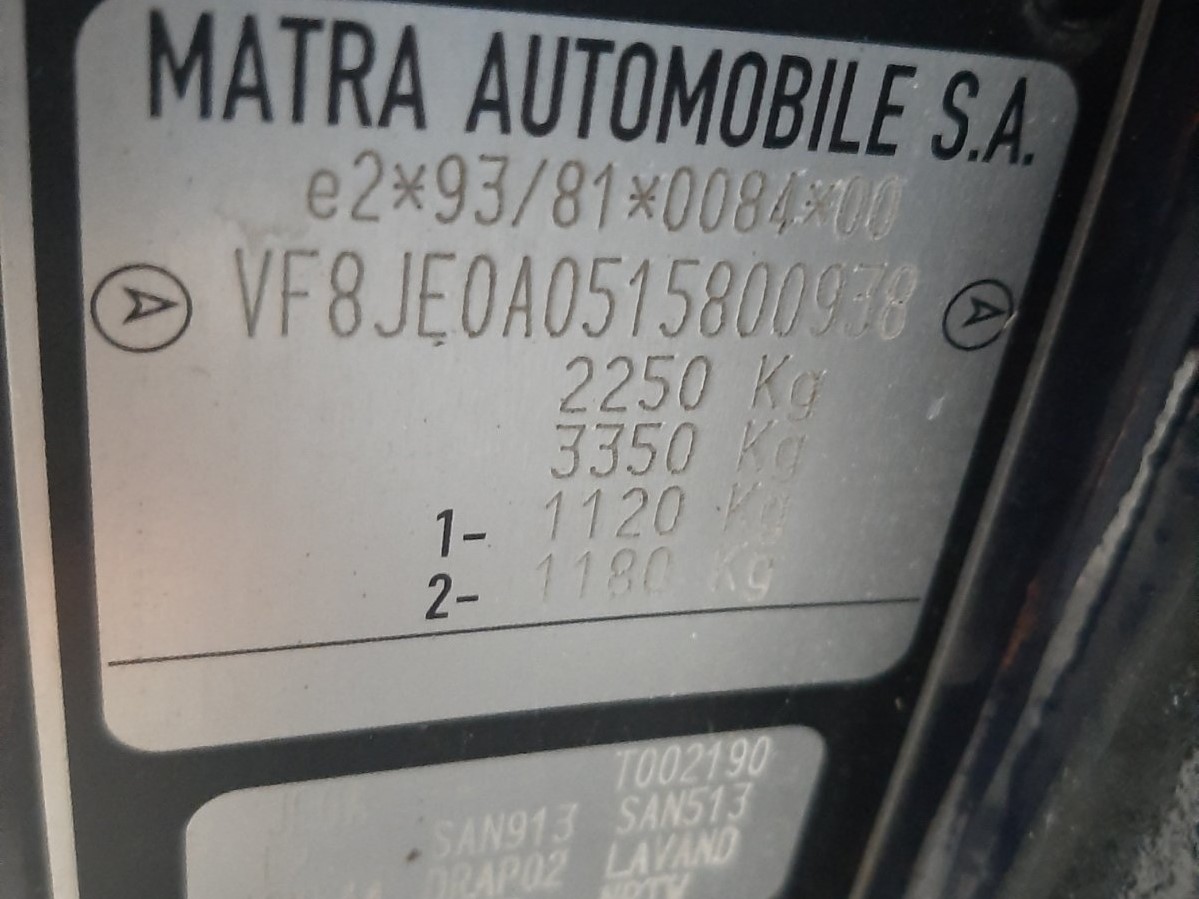 MATRA AUTOMOBILE S.A.
e2*93/81*0084*00
VF8JE0A0515800938
2250 Kg
3350 Kg
1- 1120 Kg
2- 1180 Kg
T002190
SAN913 SAN513
DRAP02 LAVAND